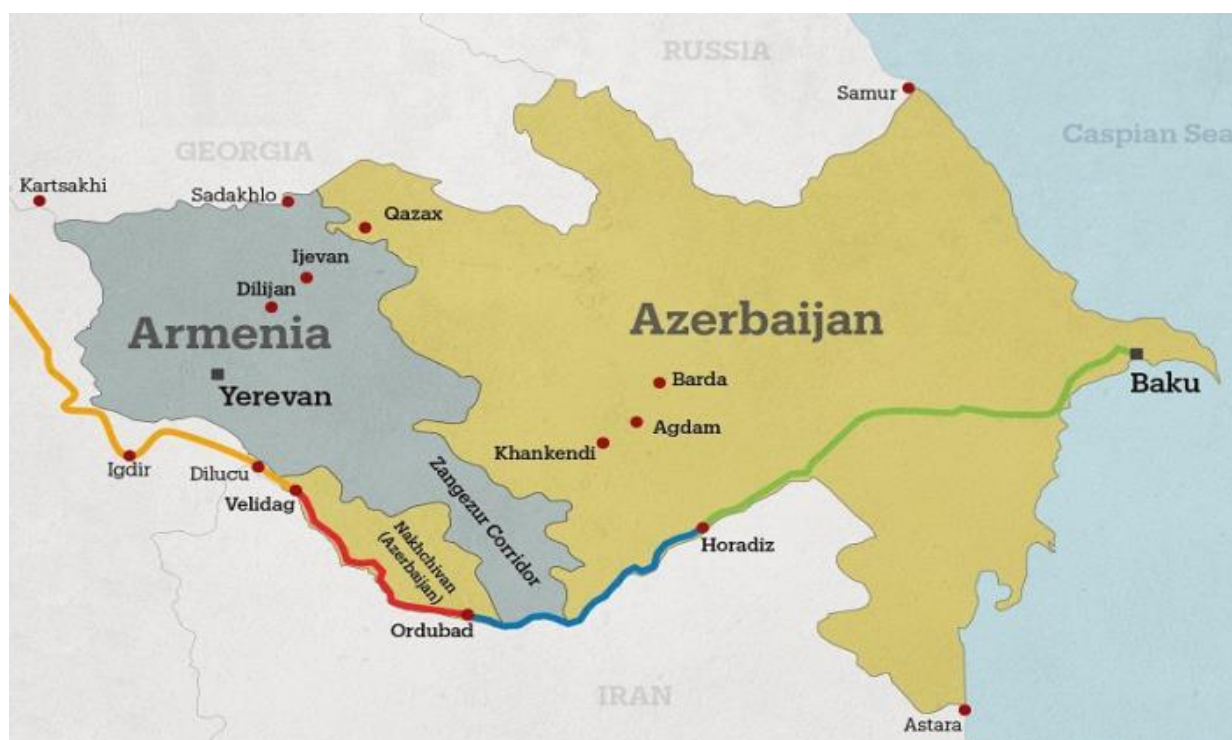 RUSSIA
Samur
Caspian Sea
GEORGIA
Kartsakhi
Sadakhlo
Qazax
Ijevan
Dilijan
Armenia
Azerbaijan
Yerevan
Barda
Baku
Agdam
Khankendi
Igdir
Dilucu
Velidag
Zangezur Corridor
Nakhchivan
(Azerbaijan)
Horadiz
Ordubad
IRAN
Astara